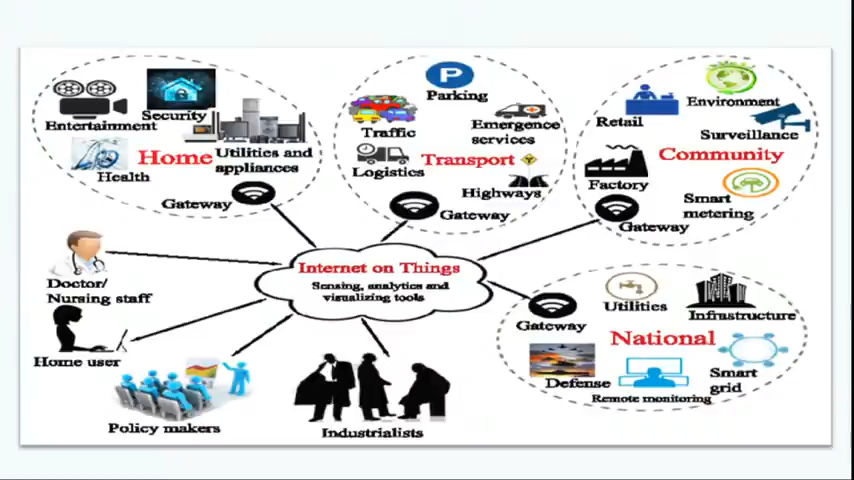 Entertainment
Security
Home
Utilities and
appliances
Health
Gateway
Parking
Traffic
Emergence
services
Logistics
Transport
Highways
Gateway
Environment
Retail
Surveillance
Community
Factory
Smart
metering
Gateway
Doctor/
Nursing staff
Internet on Things
Sensing, analytics and
visualizing tools
Home user
Policy makers
Industrialists
Utilities
Infrastructure
Gateway
National
Defense
Smart
grid
Remote monitoring
P